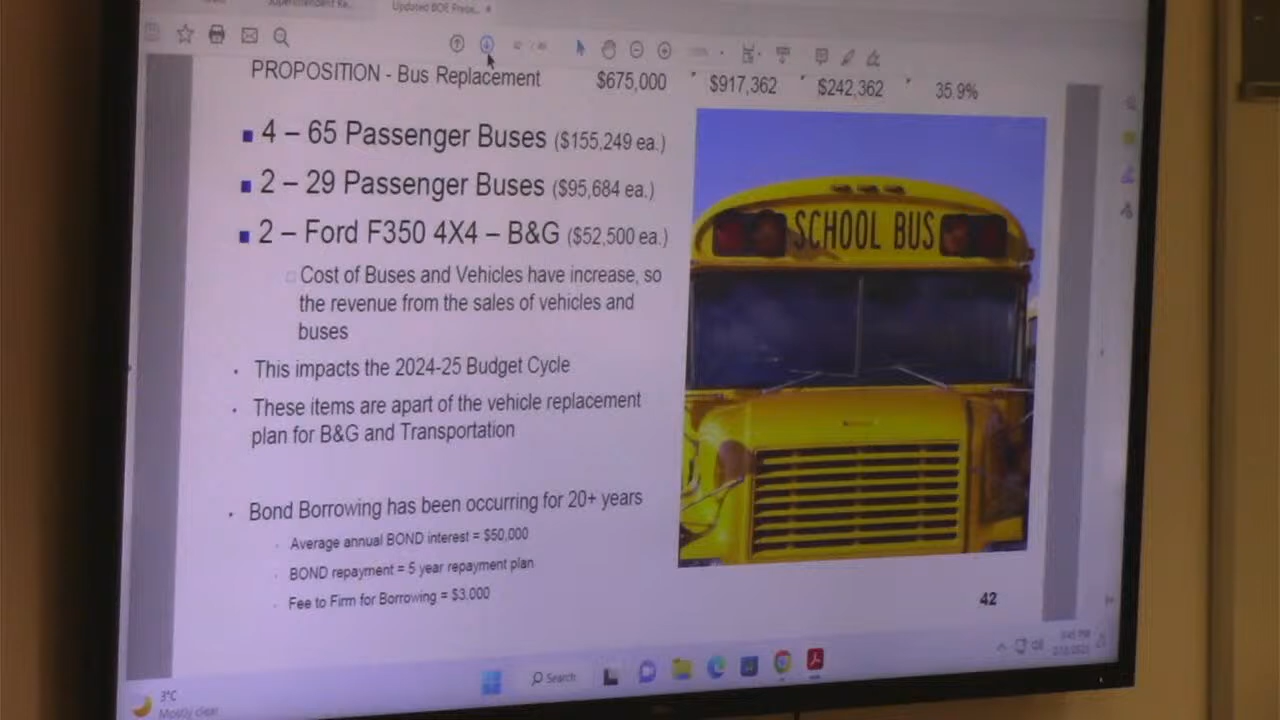 Updated BOE
PROPOSITION - Bus Replacement $675,000 $917,362 $242,362 35.9%
4 – 65 Passenger Buses ($155,249 ea.)
2 – 29 Passenger Buses ($95,684 ea.)
2 – Ford F350 4X4 – B&G ($52,500 ea.)
Cost of Buses and Vehicles have increase, so
the revenue from the sales of vehicles and
buses
This impacts the 2024-25 Budget Cycle
These items are apart of the vehicle replacement
plan for B&G and Transportation
Bond Borrowing has been occurring for 20+ years
Average annual BOND interest = $50,000
BOND repayment = 5 year repayment plan
Fee to Firm for Borrowing = $3,000
SCHOOL BUS
42
Search
3°C
Mostly clear